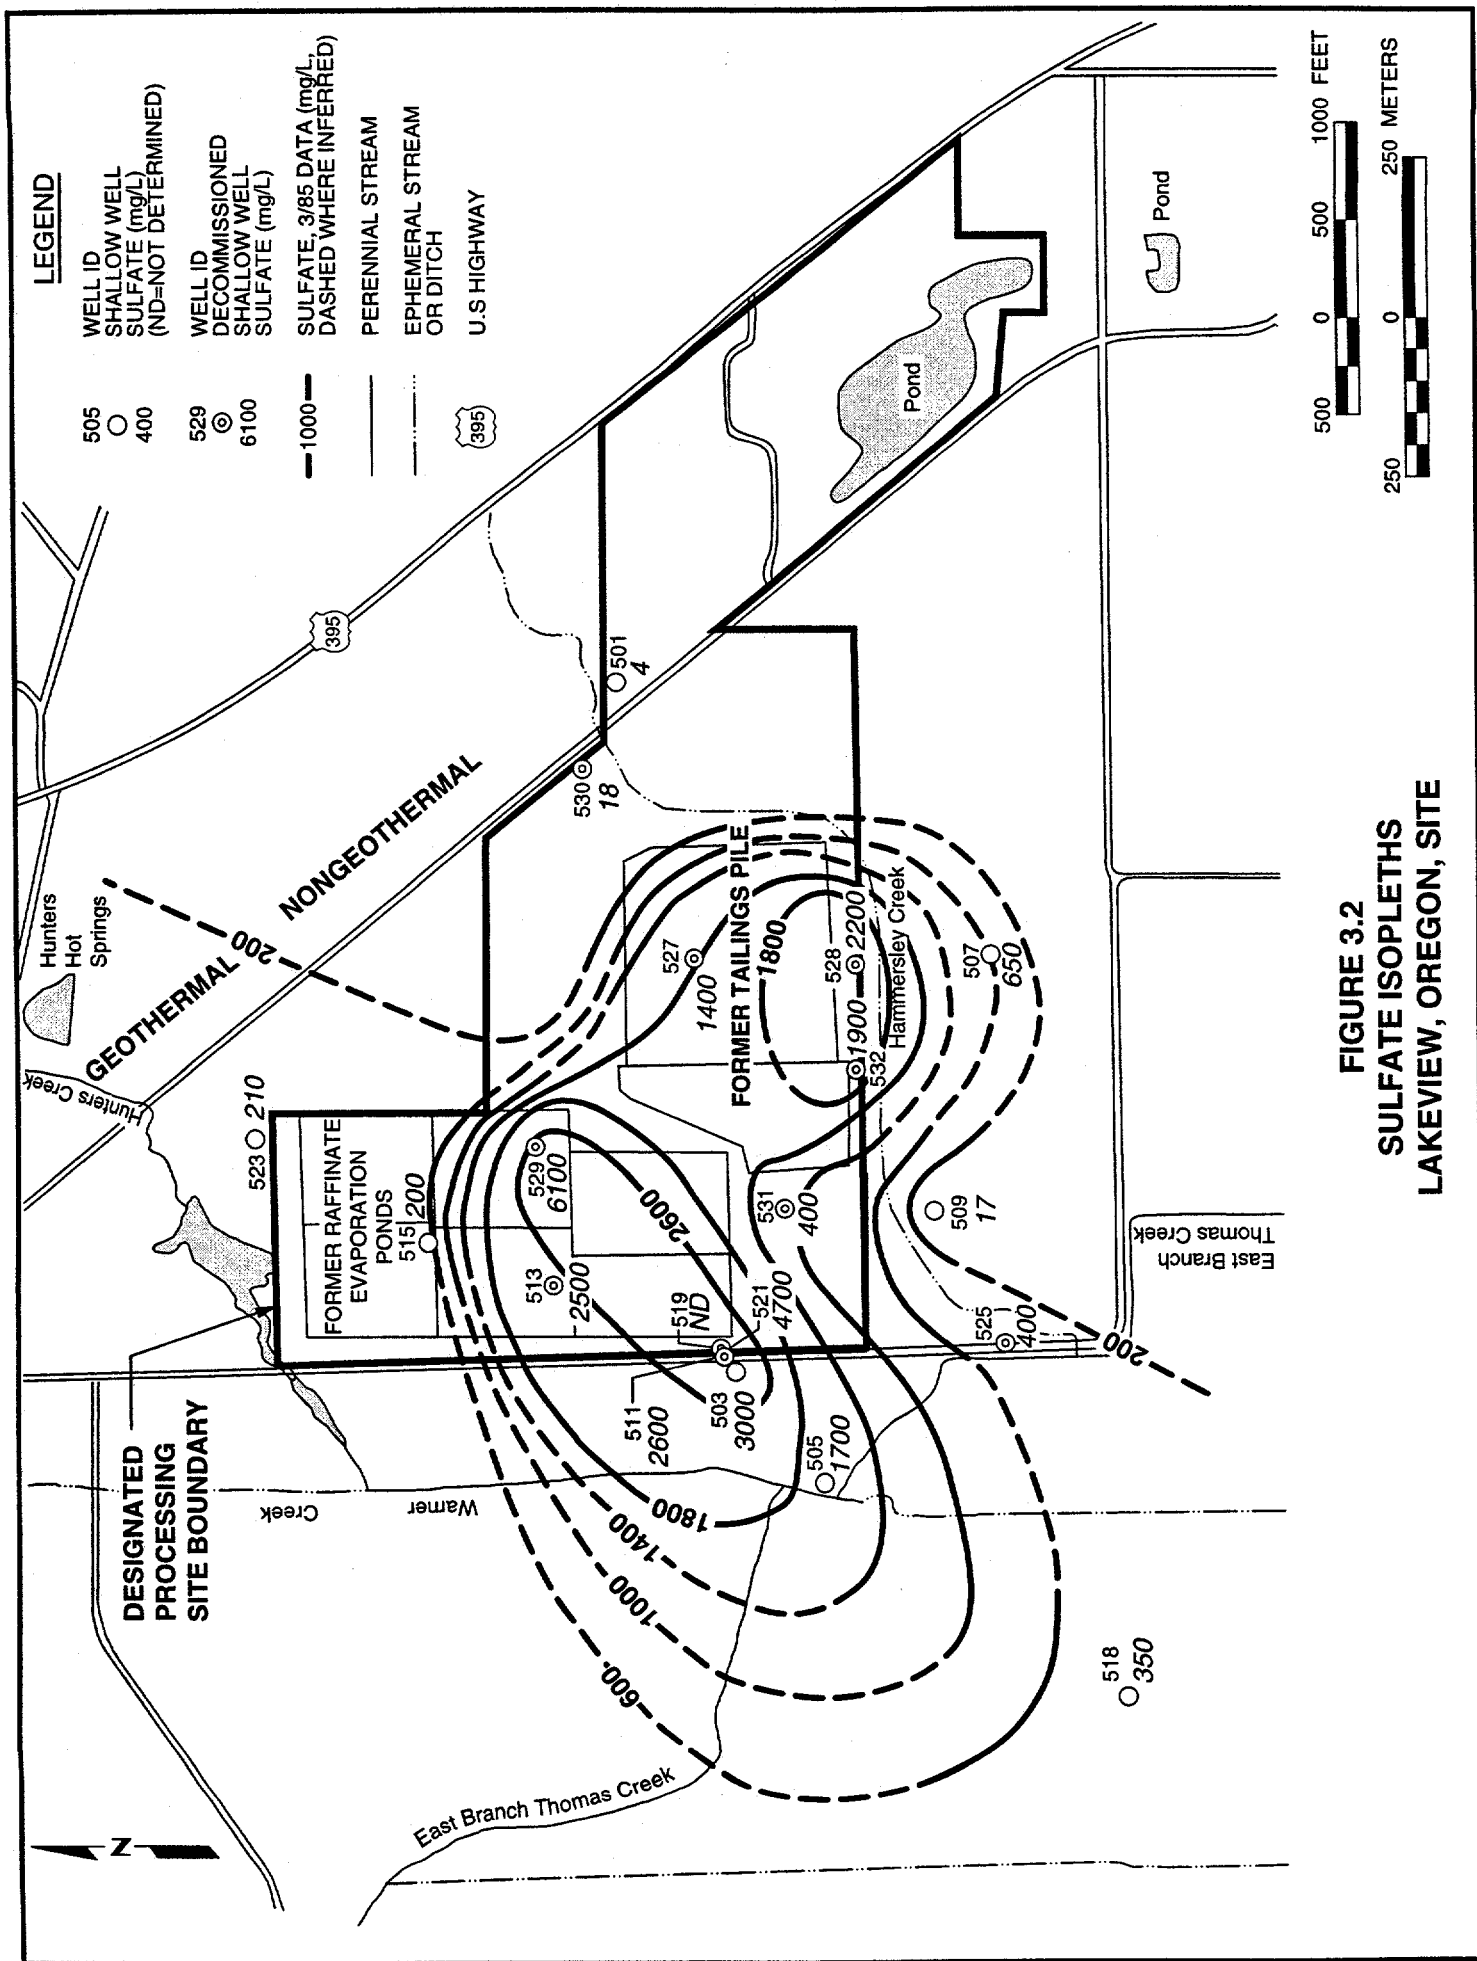 LEGEND
505
400
WELL ID
SHALLOW WELL
SULFATE (mg/L)
(ND=NOT DETERMINED)
529
6100
WELL ID
DECOMMISSIONED
SHALLOW WELL
SULFATE (mg/L)
1000
SULFATE, 3/85 DATA (mg/L,
DASHED WHERE INFERRED)
PERENNIAL STREAM
EPHEMERAL STREAM
OR DITCH
395
U.S HIGHWAY
N
DESIGNATED
PROCESSING
SITE BOUNDARY
Hunters
Hot
Springs
Hunters Creek
GEOTHERMAL
NONGEOTHERMAL
200
395
523
210
FORMER RAFFINATE
EVAPORATION
PONDS
515
200
Creek
Warner
513
2500
529
6100
2600
519
ND
521
4700
511
2600
503
3000
505
1700
531
400
1800
1400
1000
600
East Branch Thomas Creek
530
18
501
4
527
1400
FORMER TAILINGS PILE
1800
528
2200
532
1900
Hammersley Creek
507
650
509
17
525
400
200
518
350
East Branch
Thomas Creek
Pond
Pond
500
0
500
1000 FEET
250
0
250 METERS
FIGURE 3.2
SULFATE ISOPLETHS
LAKEVIEW, OREGON, SITE